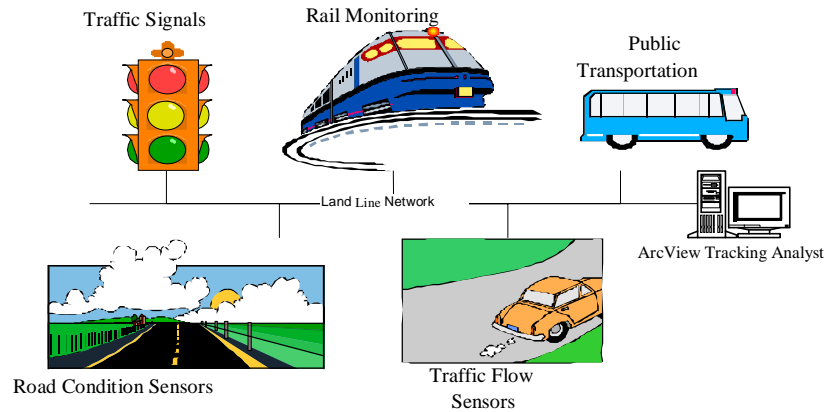 Traffic Signals
Rail Monitoring
Public
Transportation
Land Line Network
ArcView Tracking Analyst
Road Condition Sensors
Traffic Flow
Sensors